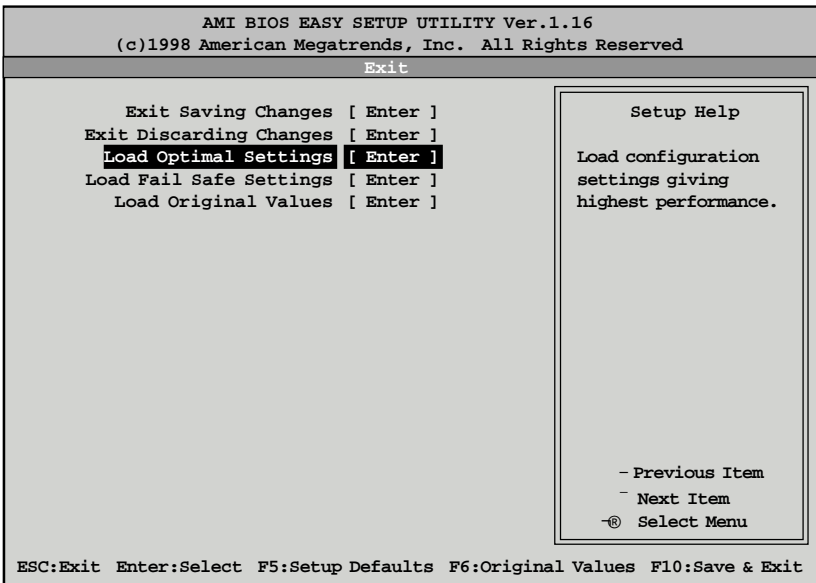 AMI BIOS EASY SETUP UTILITY Ver.1.16
(c)1998 American Megatrends, Inc. All Rights Reserved
Exit
Exit Saving Changes [ Enter ]
Exit Discarding Changes [ Enter ]
Load Optimal Settings [ Enter ]
Load Fail Safe Settings [ Enter ]
Load Original Values [ Enter ]
Setup Help
Load configuration
settings giving
highest performance.
– Previous Item
¯ Next Item
¬® Select Menu
ESC:Exit Enter:Select F5:Setup Defaults F6:Original Values F10:Save & Exit